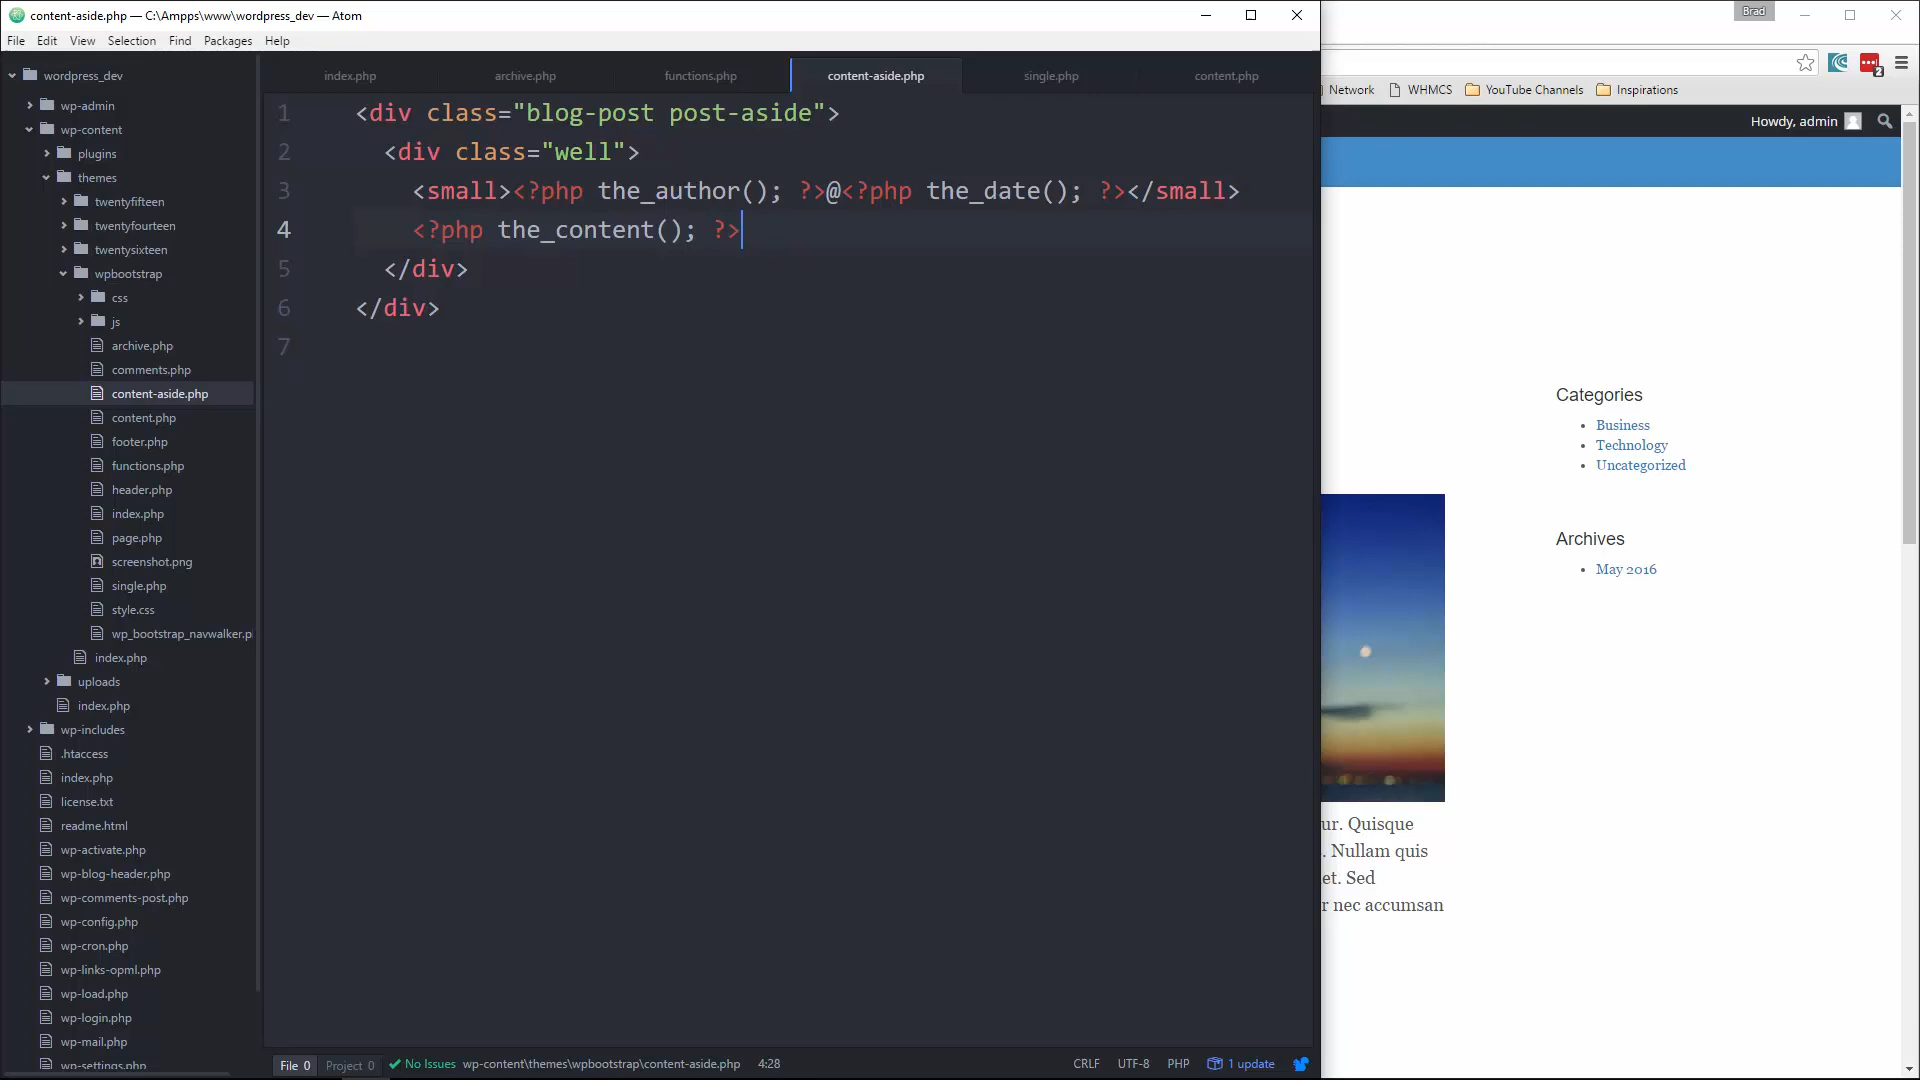 content-aside.php — C:\Ampps\www\wordpress_dev — Atom
File Edit View Selection Find Packages Help
wordpress_dev
wp-admin
wp-content
plugins
themes
twentyfifteen
twentyfourteen
twentysixteen
wpbootstrap
css
js
archive.php
comments.php
content-aside.php
content.php
footer.php
functions.php
header.php
index.php
page.php
screenshot.png
single.php
style.css
wp_bootstrap_navwalker.p
index.php
uploads
index.php
wp-includes
.htaccess
index.php
license.txt
readme.html
wp-activate.php
wp-blog-header.php
wp-comments-post.php
wp-config.php
wp-cron.php
wp-links-opml.php
wp-load.php
wp-login.php
wp-mail.php
wp-settings.php
index.php archive.php functions.php content-aside.php single.php content.php
1 <div class="blog-post post-aside">
2 <div class="well">
3 <small><?php the_author(); ?>@<?php the_date(); ?></small>
4 <?php the_content(); ?>
5 </div>
6 </div>
7
File 0 Project 0 No Issues wp-content\themes\wpbootstrap\content-aside.php 4:28 CRLF UTF-8 PHP 1 update
Brad
2
Network WHMCS YouTube Channels Inspirations
Howdy, admin
Categories
Business
Technology
Uncategorized
Archives
May 2016
ur. Quisque
. Nullam quis
et. Sed
r nec accumsan